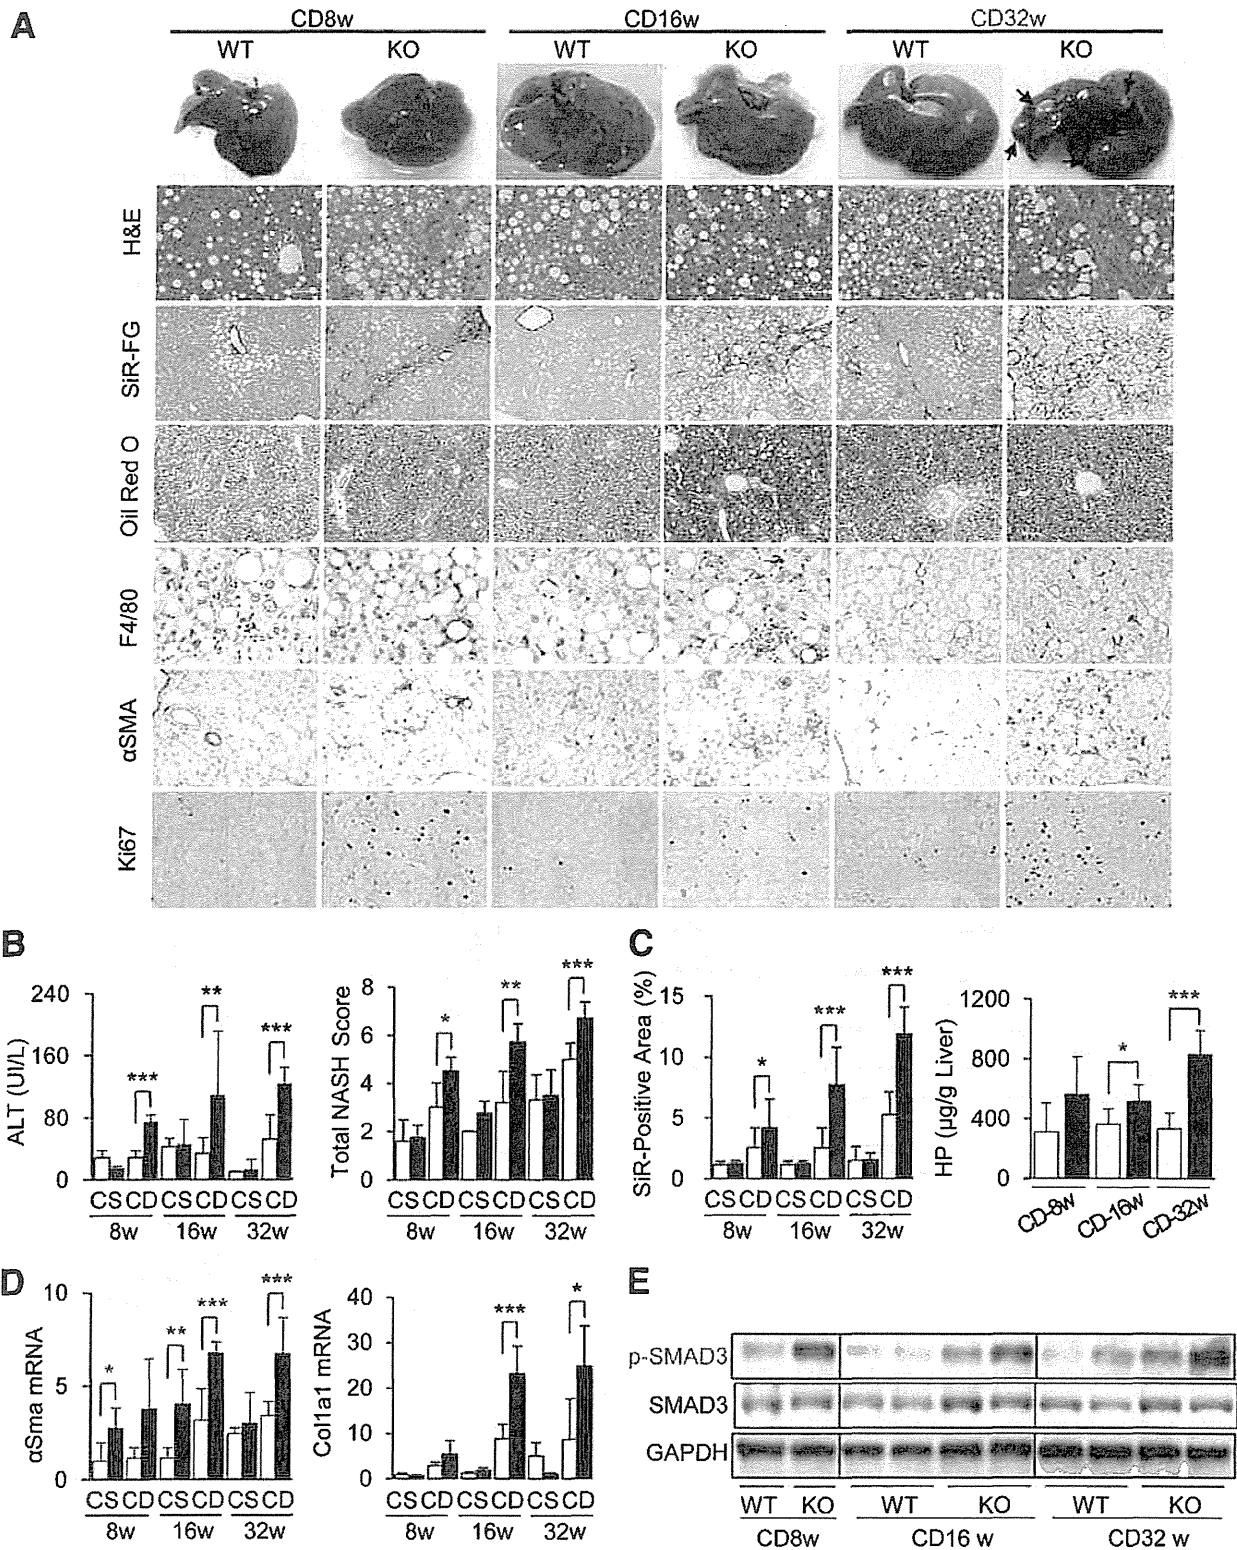 A
CD8w CD16w CD32w
WT KO WT KO WT KO
H&E
SiR-FG
Oil Red O
F4/80
αSMA
Ki67
B
ALT (UI/L)
240
160
80
0
***
**
***
CS CD CS CD CS CD
8w 16w 32w
Total NASH Score
8
6
4
2
0
*
**
***
CS CD CS CD CS CD
8w 16w 32w
C
SiR-Positive Area (%)
15
10
5
0
*
***
***
CS CD CS CD CS CD
8w 16w 32w
HP (µg/g Liver)
1200
800
400
0
*
***
CD-8w CD-16w CD-32w
D
αSma mRNA
10
5
0
*
**
***
***
CS CD CS CD CS CD
8w 16w 32w
Col1a1 mRNA
40
30
20
10
0
***
*
CS CD CS CD CS CD
8w 16w 32w
E
p-SMAD3
SMAD3
GAPDH
WT KO WT KO WT KO
CD8w CD16 w CD32 w